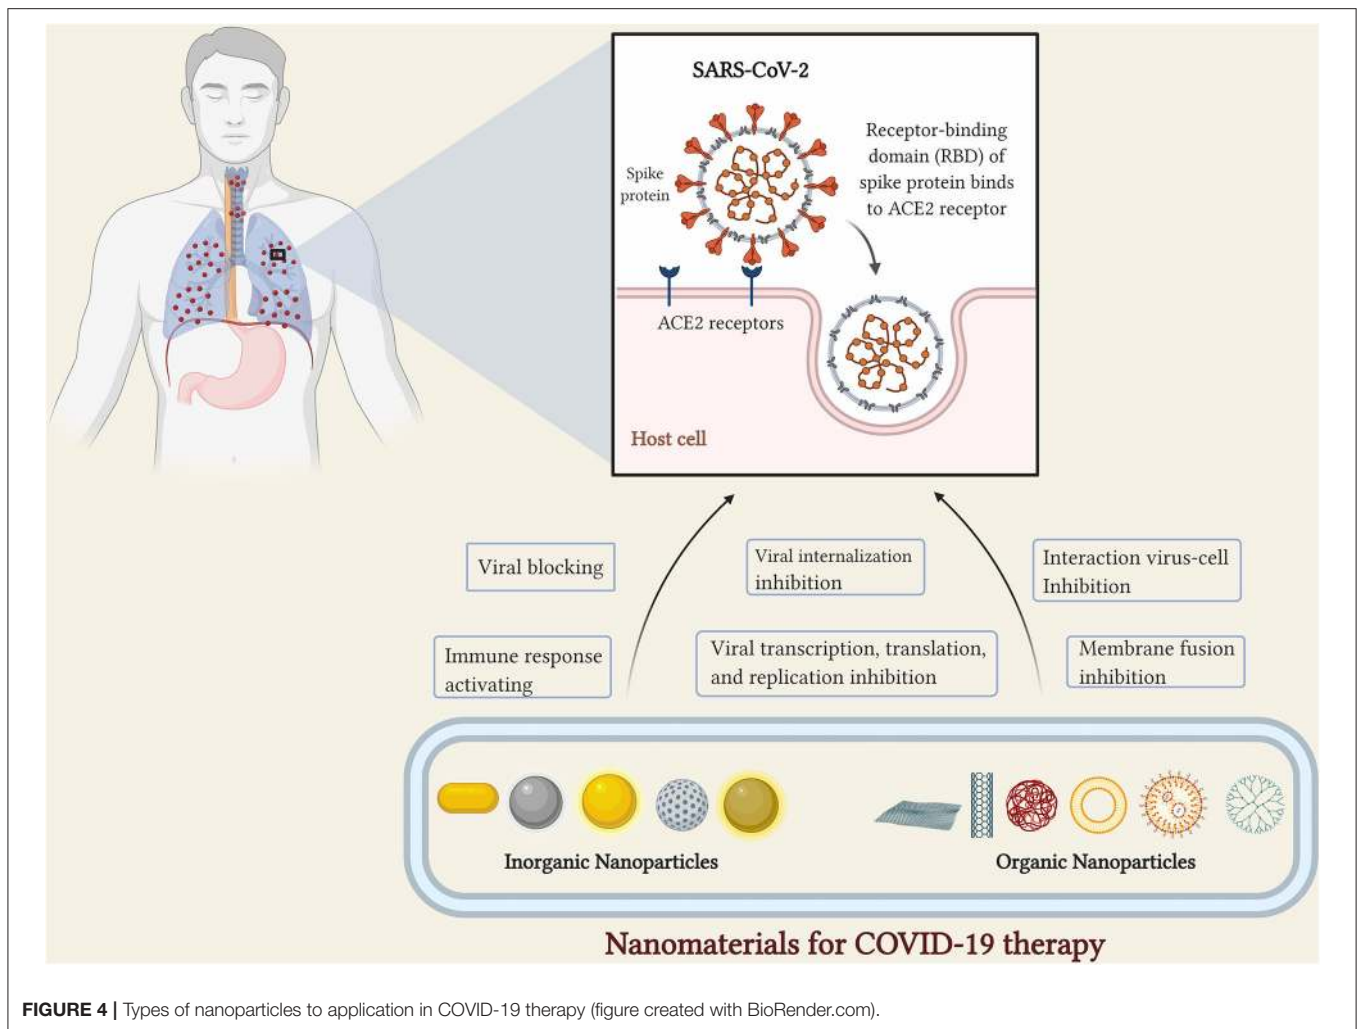 SARS-CoV-2
Spike
protein
Receptor-binding
domain (RBD) of
spike protein binds
to ACE2 receptor
ACE2 receptors
Host cell
Viral blocking
Viral internalization
inhibition
Interaction virus-cell
Inhibition
Immune response
activating
Viral transcription, translation,
and replication inhibition
Membrane fusion
inhibition
Inorganic Nanoparticles
Organic Nanoparticles
Nanomaterials for COVID-19 therapy
FIGURE 4 | Types of nanoparticles to application in COVID-19 therapy (figure created with BioRender.com).